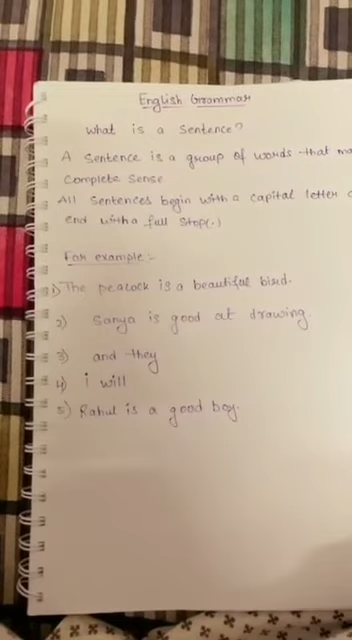 English Grammar
What is a Sentence?
A Sentence is a group of words that
Complete Sense
All Sentences begin with a capital letter
end with a full stop(.)
For example :-
1) The peacock is a beautiful bird.
2) Sanya is good at drawing.
3) and they
4) i will
5) Rahul is a good boy.